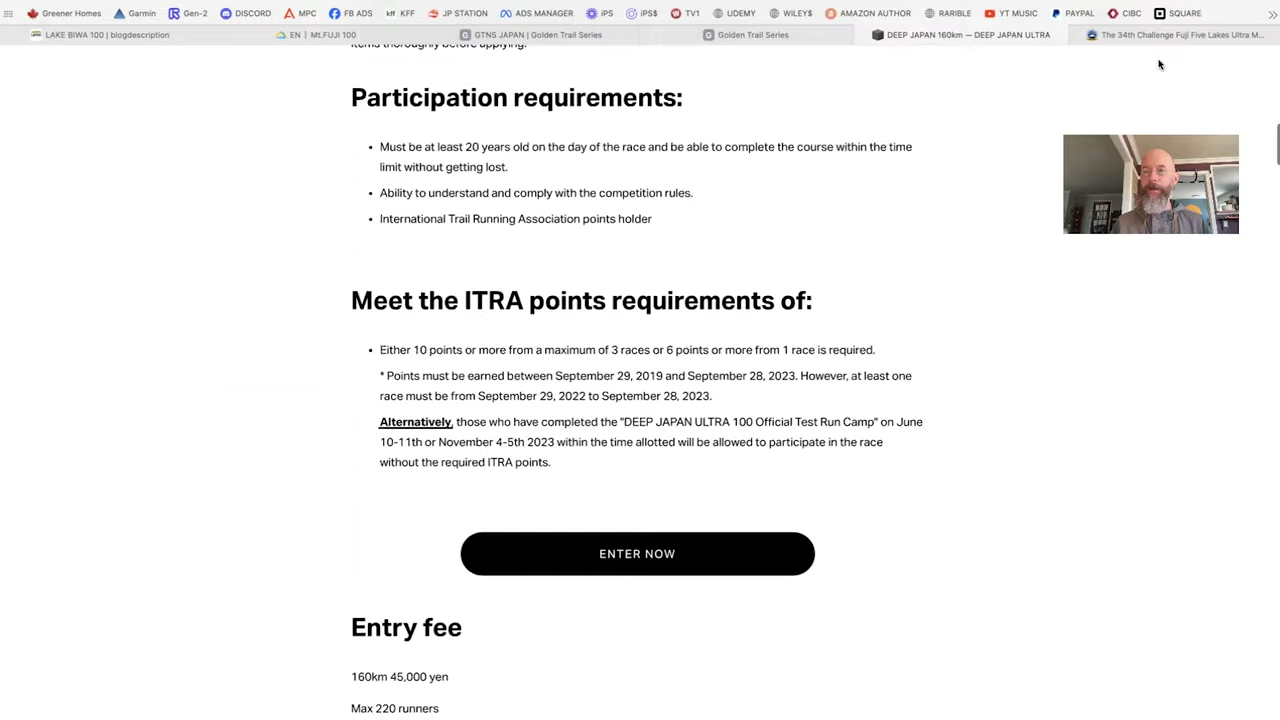 Greener Homes Garmin Gen-2 DISCORD MPC FB ADS kff KFF JP STATION ADS MANAGER iPS iPS$ TV1 UDEMY WILEY$ AMAZON AUTHOR RARIBLE YT MUSIC PAYPAL CIBC SQUARE »
LAKE BIWA 100 | blogdescription EN | Mt.FUJI 100 G GTNS JAPAN | Golden Trail Series G Golden Trail Series DEEP JAPAN 160km — DEEP JAPAN ULTRA The 34th Challenge Fuji Five Lakes Ultra M...
items thoroughly before applying.
Participation requirements:
• Must be at least 20 years old on the day of the race and be able to complete the course within the time
limit without getting lost.
• Ability to understand and comply with the competition rules.
• International Trail Running Association points holder
Meet the ITRA points requirements of:
• Either 10 points or more from a maximum of 3 races or 6 points or more from 1 race is required.
* Points must be earned between September 29, 2019 and September 28, 2023. However, at least one
race must be from September 29, 2022 to September 28, 2023.
Alternatively, those who have completed the "DEEP JAPAN ULTRA 100 Official Test Run Camp" on June
10-11th or November 4-5th 2023 within the time allotted will be allowed to participate in the race
without the required ITRA points.
ENTER NOW
Entry fee
160km 45,000 yen
Max 220 runners